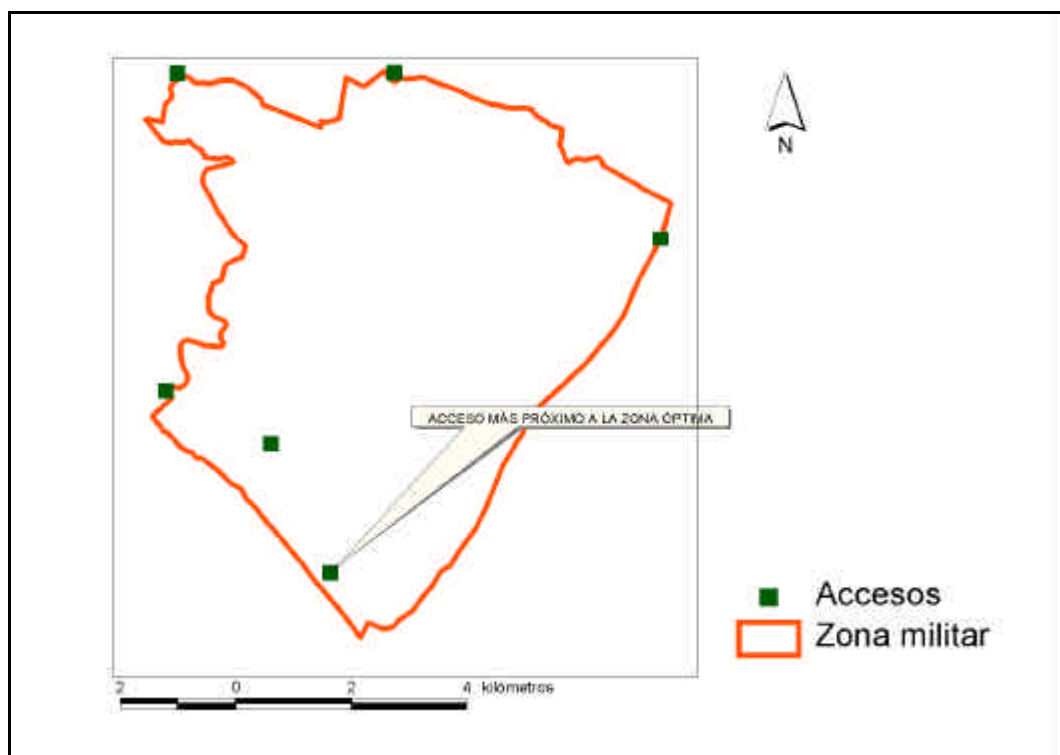 N
ACCESO MÁS PRÓXIMO A LA ZONA ÓPTIMA
Accesos
Zona militar
2 0 2 4 kilómetros